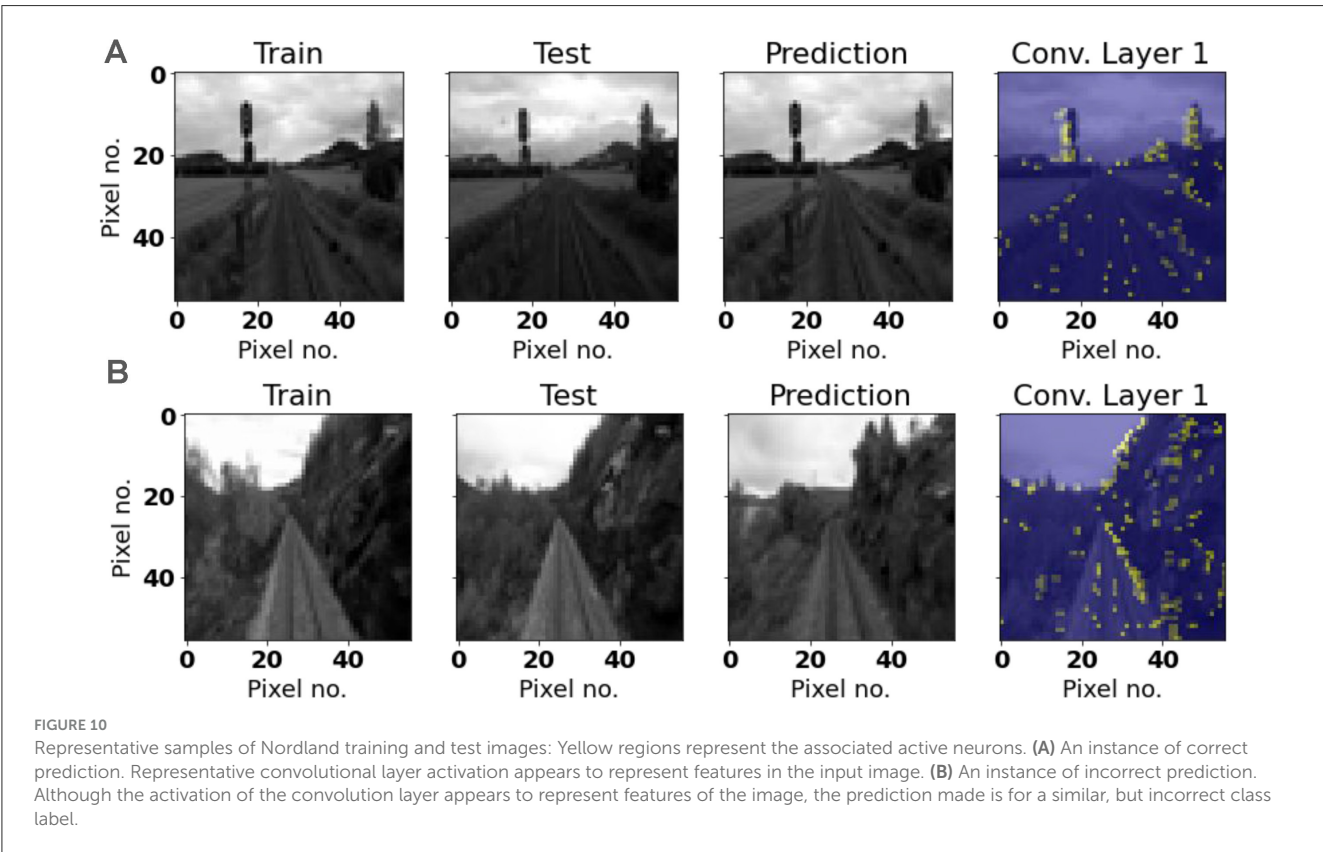 A
Train Test Prediction Conv. Layer 1
0
20
40
Pixel no.
0 20 40 0 20 40 0 20 40 0 20 40
Pixel no. Pixel no. Pixel no. Pixel no.
B
Train Test Prediction Conv. Layer 1
0
20
40
Pixel no.
0 20 40 0 20 40 0 20 40 0 20 40
Pixel no. Pixel no. Pixel no. Pixel no.
FIGURE 10
Representative samples of Nordland training and test images: Yellow regions represent the associated active neurons. (A) An instance of correct
prediction. Representative convolutional layer activation appears to represent features in the input image. (B) An instance of incorrect prediction.
Although the activation of the convolution layer appears to represent features of the image, the prediction made is for a similar, but incorrect class
label.